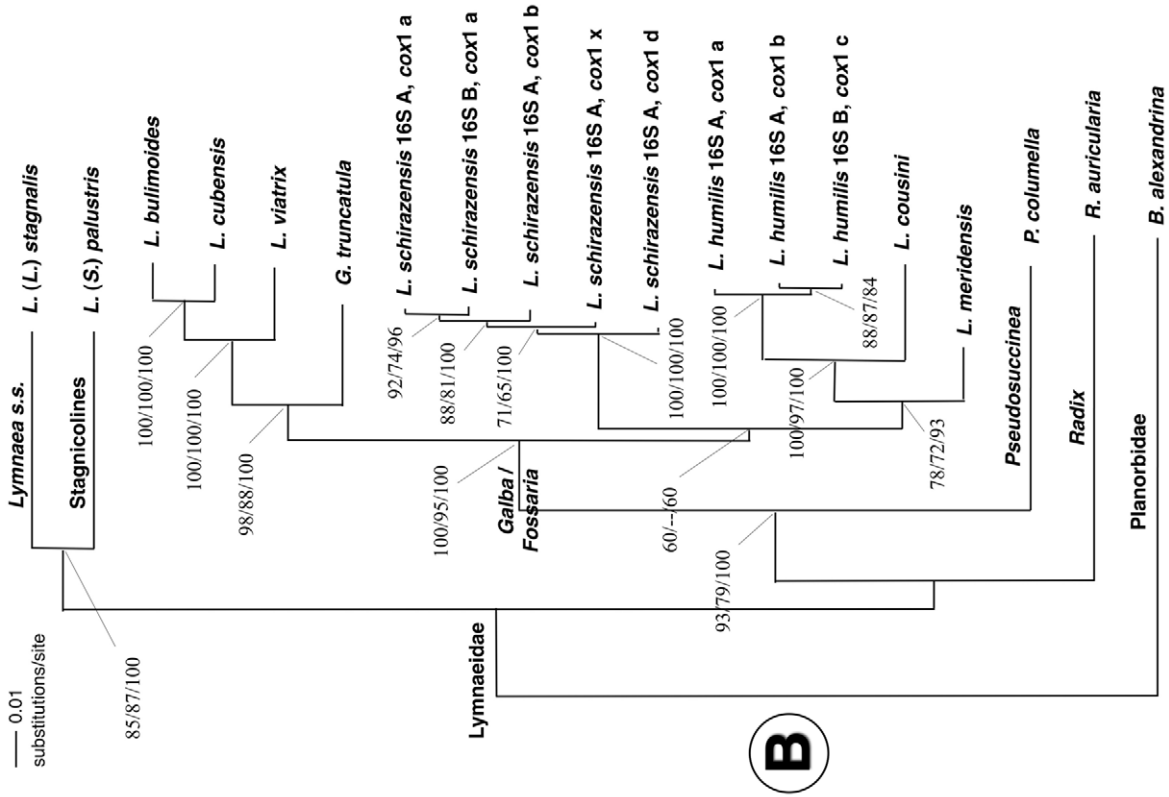 0.01
substitutions/site
85/87/100
Lymnaea s.s.
L. (L.) stagnalis
Stagnicolines
L. (S.) palustris
100/100/100
L. bulimoides
100/100/100
L. cubensis
98/88/100
L. viatrix
G. truncatula
92/74/96
L. schirazensis 16S A, cox1 a
88/81/100
L. schirazensis 16S B, cox1 a
71/65/100
L. schirazensis 16S A, cox1 b
L. schirazensis 16S A, cox1 x
100/100/100
L. schirazensis 16S A, cox1 d
100/95/100
Galba /
Fossaria
60/--/60
100/100/100
L. humilis 16S A, cox1 a
L. humilis 16S A, cox1 b
100/97/100
L. humilis 16S B, cox1 c
88/87/84
L. cousini
78/72/93
L. meridensis
93/79/100
Pseudosuccinea
P. columella
Radix
R. auricularia
Lymnaeidae
Planorbidae
B. alexandrina
B